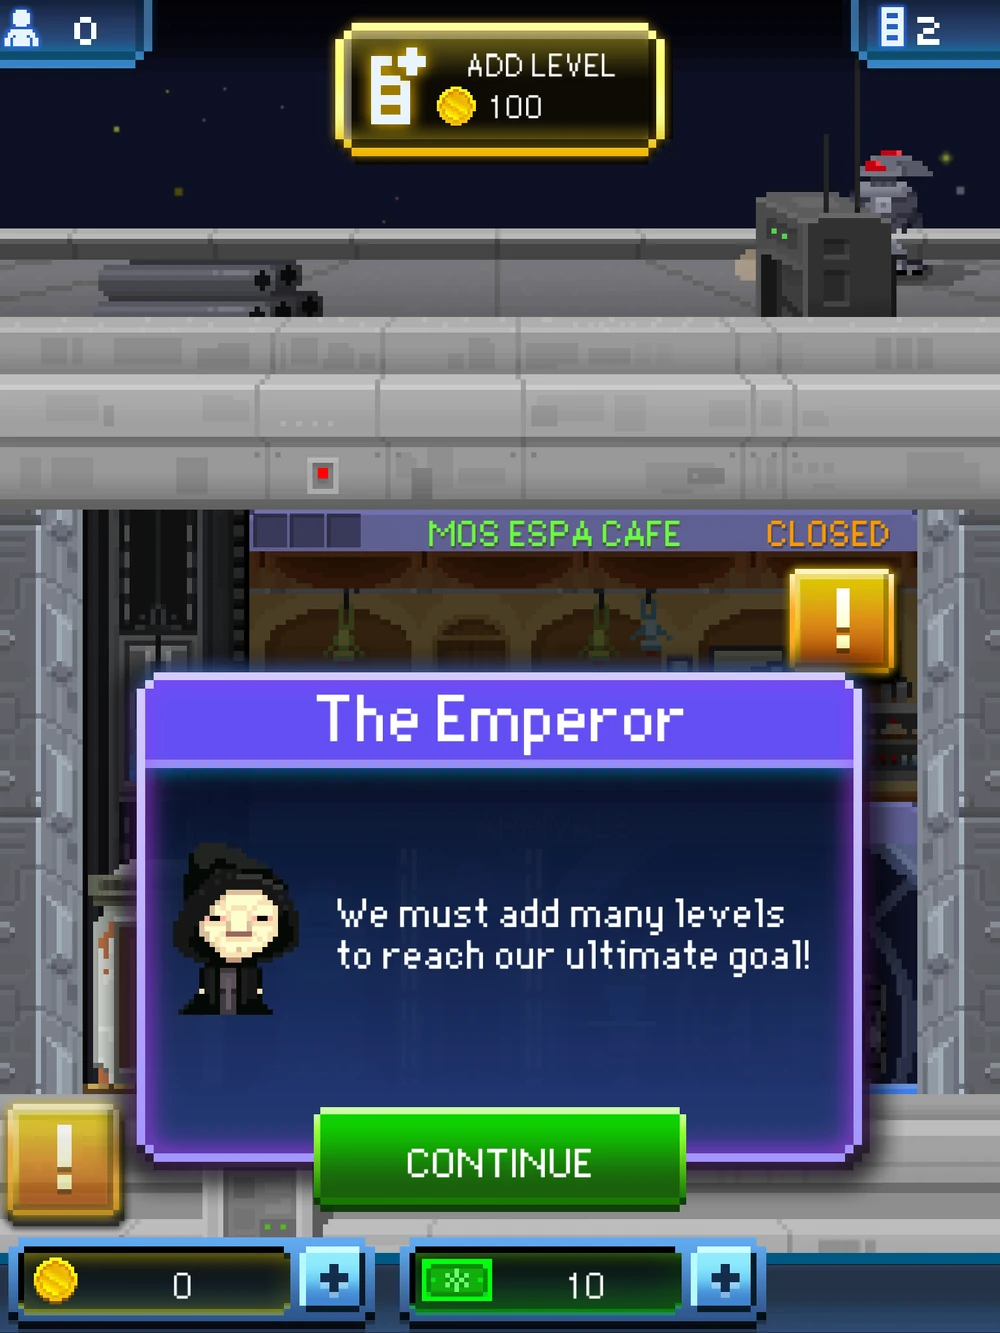 0
2
ADD LEVEL
100
MOS ESPA CAFE CLOSED
!
The Emperor
We must add many levels
to reach our ultimate goal!
!
CONTINUE
0 + 10 +